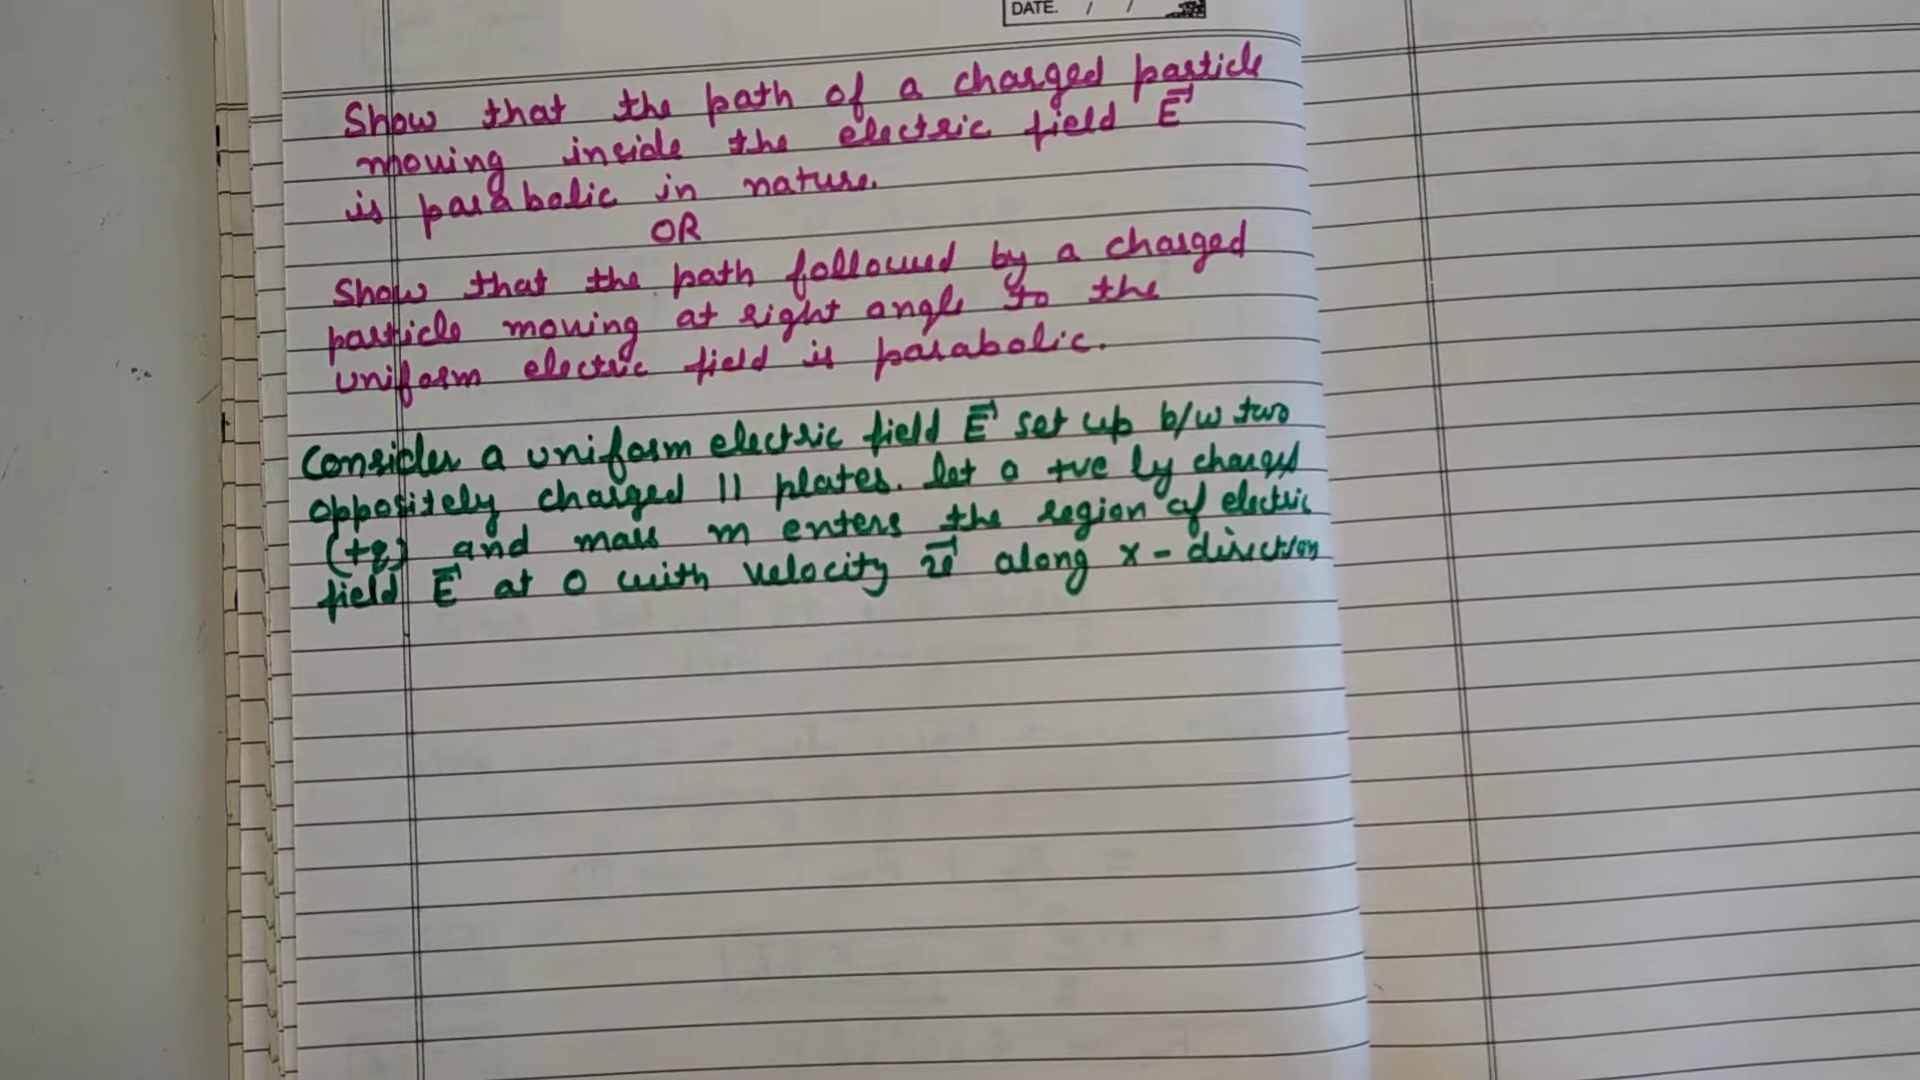 DATE. / /
Show that the path of a charged particle
moving inside the electric field E⃗
is parabolic in nature.
OR
Show that the path followed by a charged
particle moving at right angle to the
uniform electric field is parabolic.
Consider a uniform electric field E⃗ set up b/w two
oppositely charged || plates. let a +ve ly charged
(+q) and mass m enters the region of electric
field E⃗ at O with velocity v⃗ along x-direction